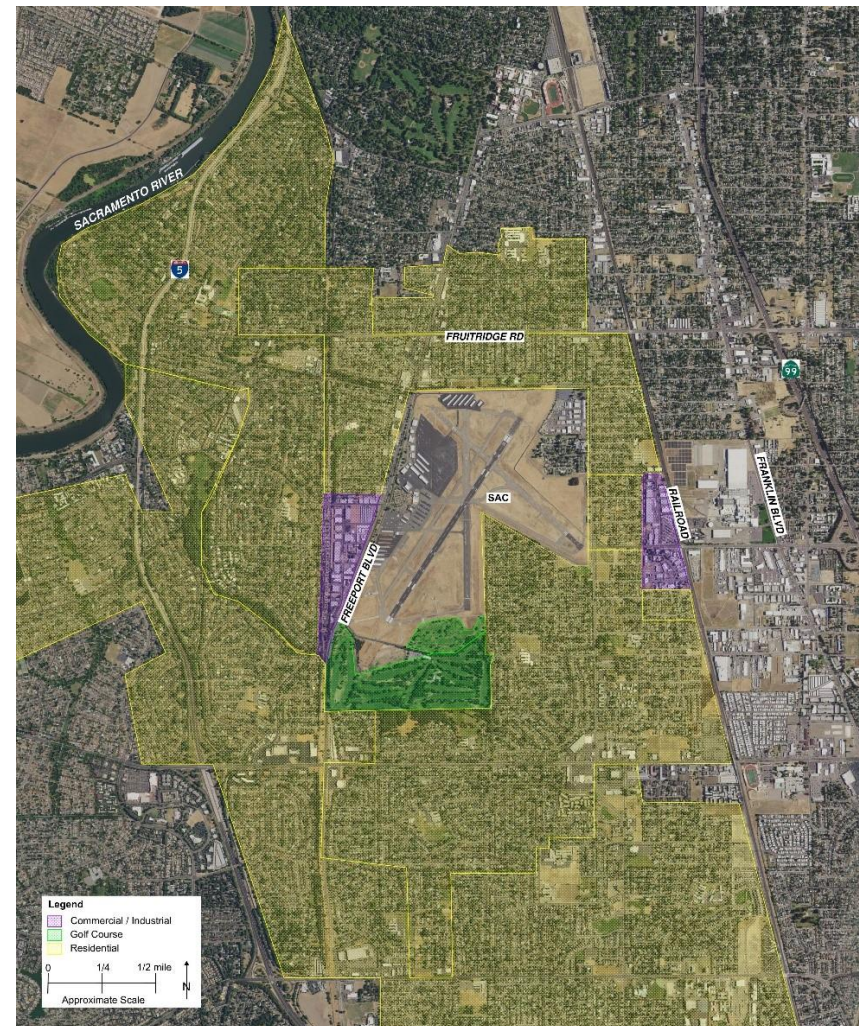 SACRAMENTO RIVER
5
FRUITRIDGE RD
99
SAC
FRANKLIN BLVD
RAILROAD
FREEPORT BLVD
Legend
Commercial / Industrial
Golf Course
Residential
0 1/4 1/2 mile
Approximate Scale
N